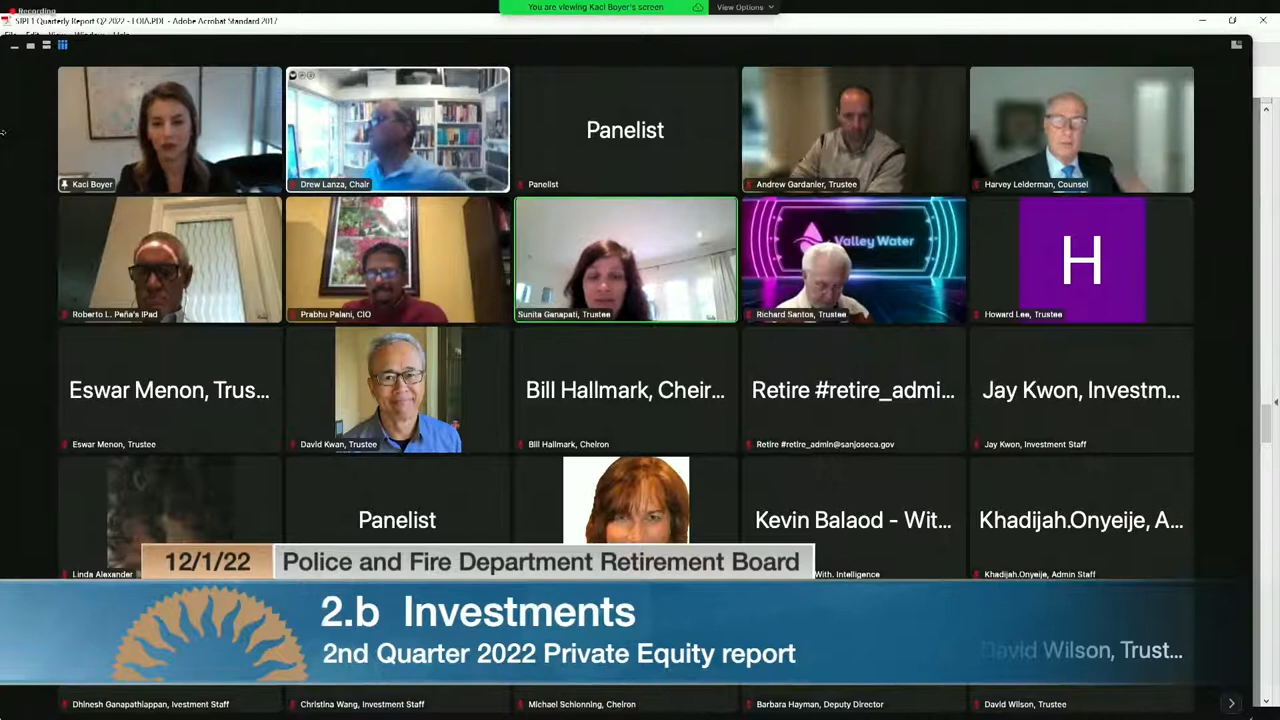 Recording
You are viewing Kaci Boyer's screen
View Options
SJPF1 Quarterly Report Q2 2022 - FOIA.PDF - Adobe Acrobat Standard 2017
Kaci Boyer
Drew Lanza, Chair
Panelist
Panelist
Andrew Gardanier, Trustee
Harvey Leiderman, Counsel
Roberto L. Peña's iPad
Prabhu Palani, CIO
Sunita Ganapati, Trustee
Valley Water
Richard Santos, Trustee
H
Howard Lee, Trustee
Eswar Menon, Trus...
Eswar Menon, Trustee
David Kwan, Trustee
Bill Hallmark, Cheir...
Bill Hallmark, Cheiron
Retire #retire_admi...
Retire #retire_admin@sanjoseca.gov
Jay Kwon, Investm...
Jay Kwon, Investment Staff
Linda Alexander
Panelist
Kevin Balaod - Wit...
With. Intelligence
Khadijah.Onyeije, A...
Khadijah.Onyeije, Admin Staff
12/1/22
Police and Fire Department Retirement Board
2.b Investments
2nd Quarter 2022 Private Equity report
David Wilson, Trust...
Dhinesh Ganapathiappan, Ivestment Staff
Christina Wang, Investment Staff
Michael Schionning, Cheiron
Barbara Hayman, Deputy Director
David Wilson, Trustee